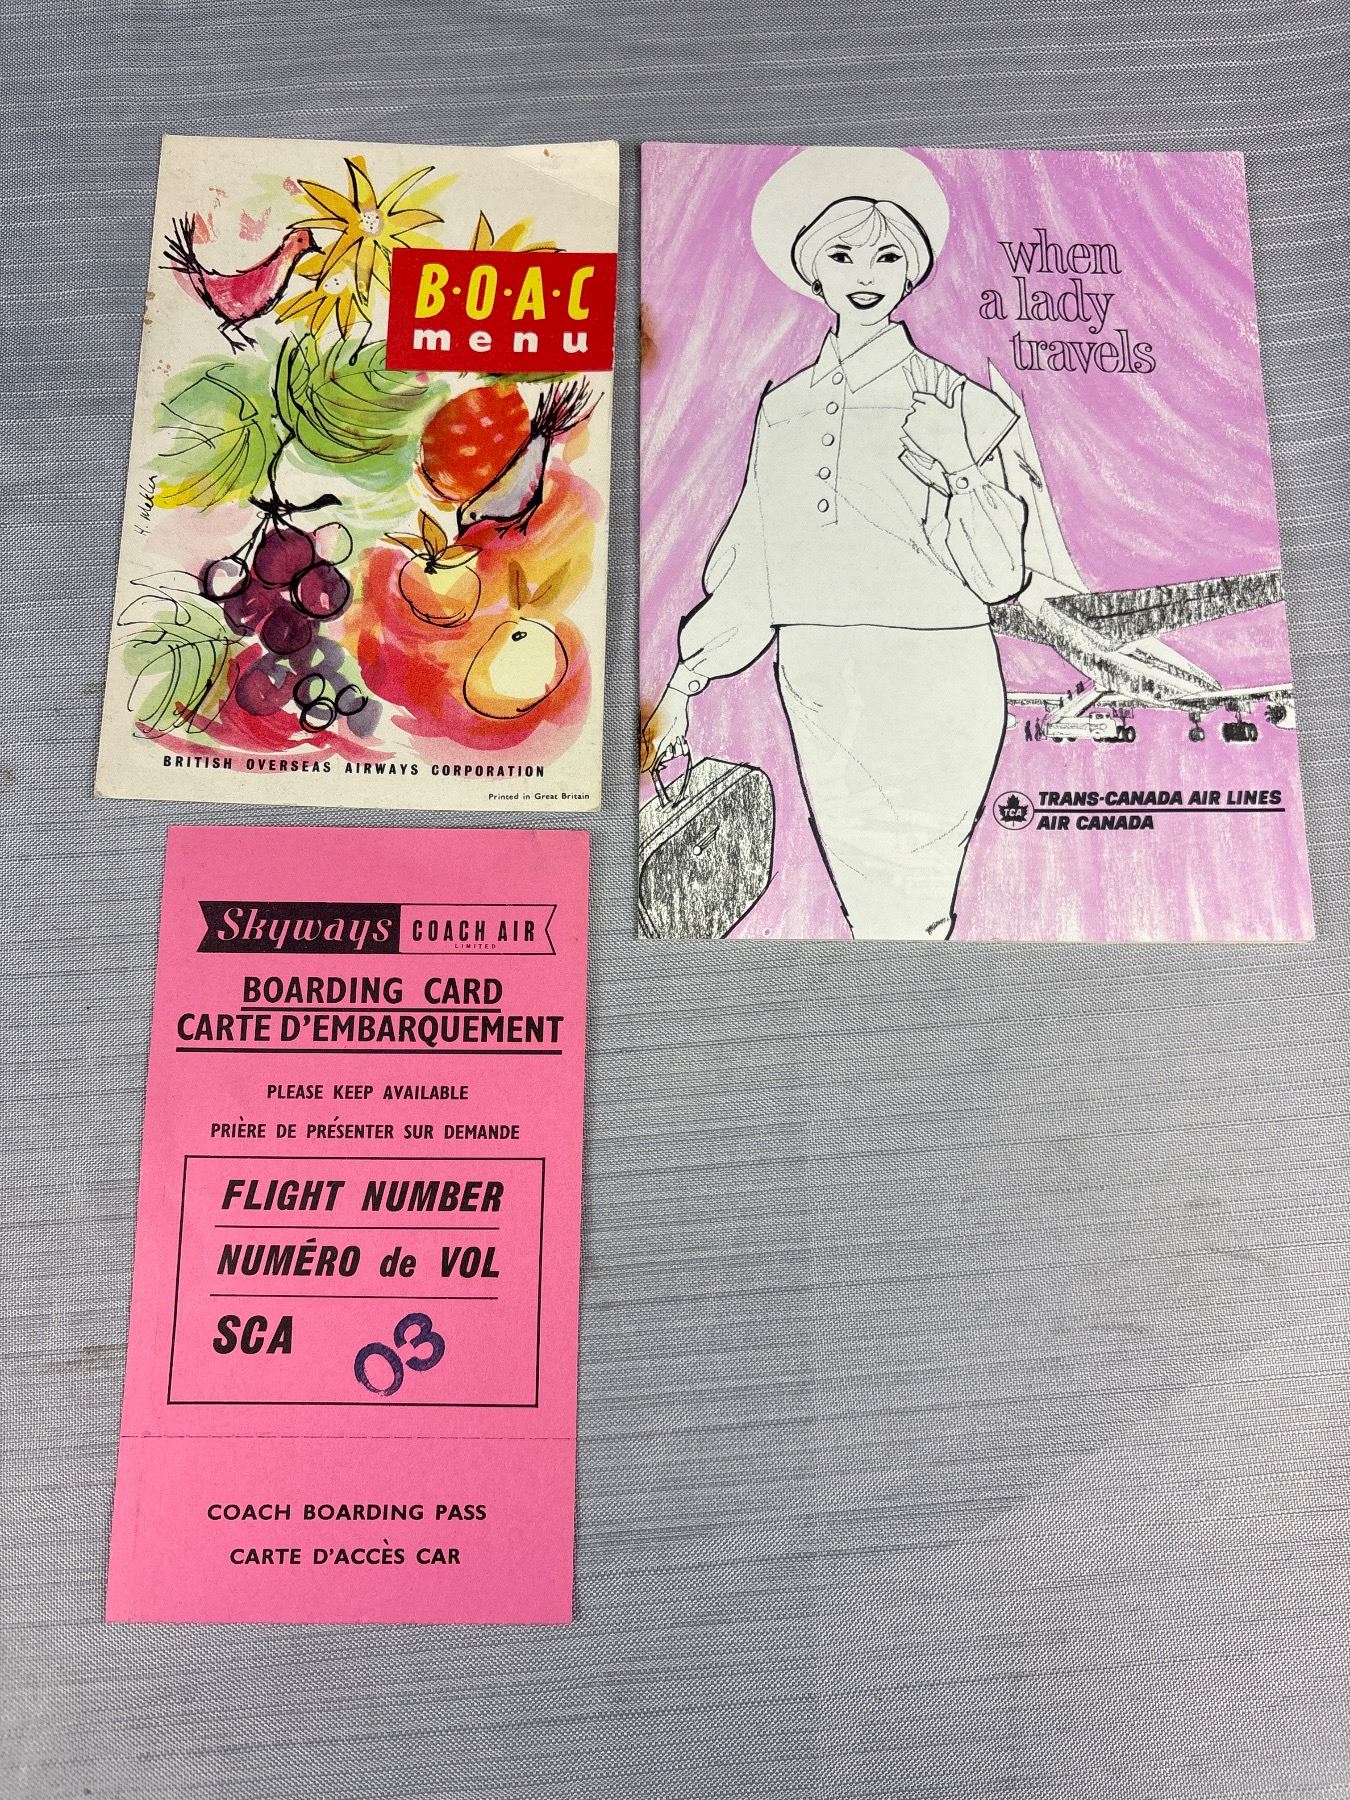 B·O·A·C
menu
H. Mekler
BRITISH OVERSEAS AIRWAYS CORPORATION
Printed in Great Britain
when
a lady
travels
TCA
TRANS-CANADA AIR LINES
AIR CANADA
Skyways COACH AIR
LIMITED
BOARDING CARD
CARTE D'EMBARQUEMENT
PLEASE KEEP AVAILABLE
PRIÈRE DE PRÉSENTER SUR DEMANDE
FLIGHT NUMBER
NUMÉRO de VOL
SCA 03
COACH BOARDING PASS
CARTE D'ACCÈS CAR